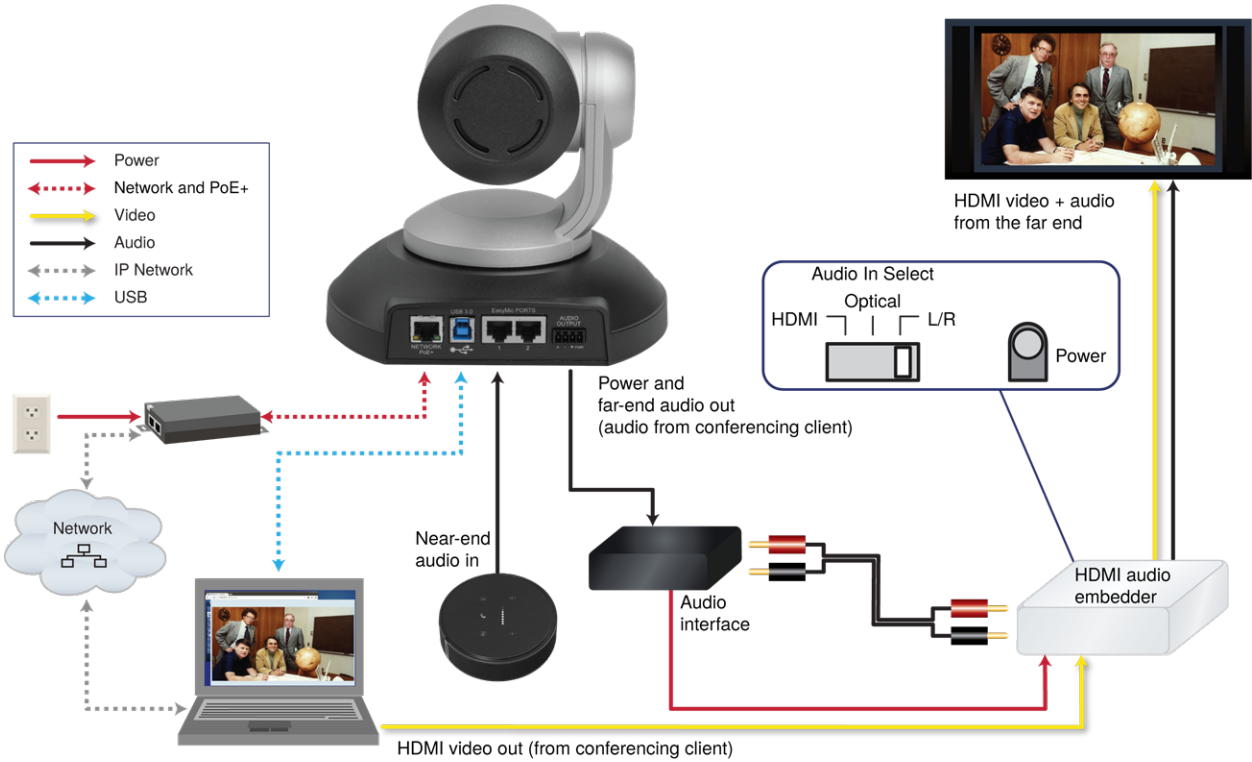 Power
Network and PoE+
Video
Audio
IP Network
USB
HDMI video + audio
from the far end
Audio In Select
Optical
HDMI
L/R
Power
USB 3.0
EasyMic PORTS
AUDIO
OUTPUT
NETWORK
PoE+
1
2
Power and
far-end audio out
(audio from conferencing client)
Network
Near-end
audio in
Audio
interface
HDMI audio
embedder
HDMI video out (from conferencing client)